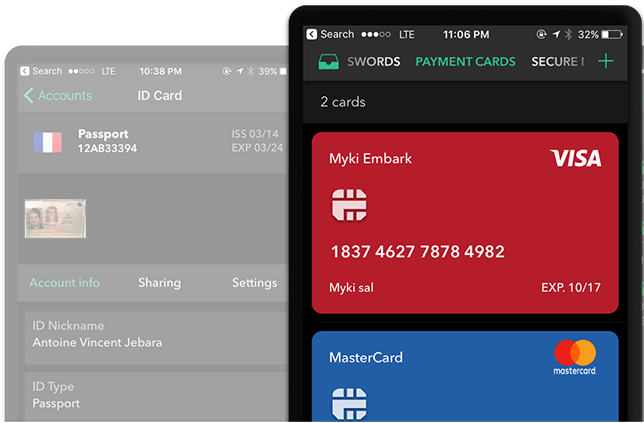 Search LTE 10:38 PM 39%
Accounts ID Card
Passport
12AB33394
ISS 03/14
EXP 03/24
Account info Sharing Settings
ID Nickname
Antoine Vincent Jebara
ID Type
Passport
Search LTE 11:06 PM 32%
SWORDS PAYMENT CARDS SECURE
2 cards
Myki Embark VISA
1837 4627 7878 4982
Myki sal EXP. 10/17
MasterCard
mastercard